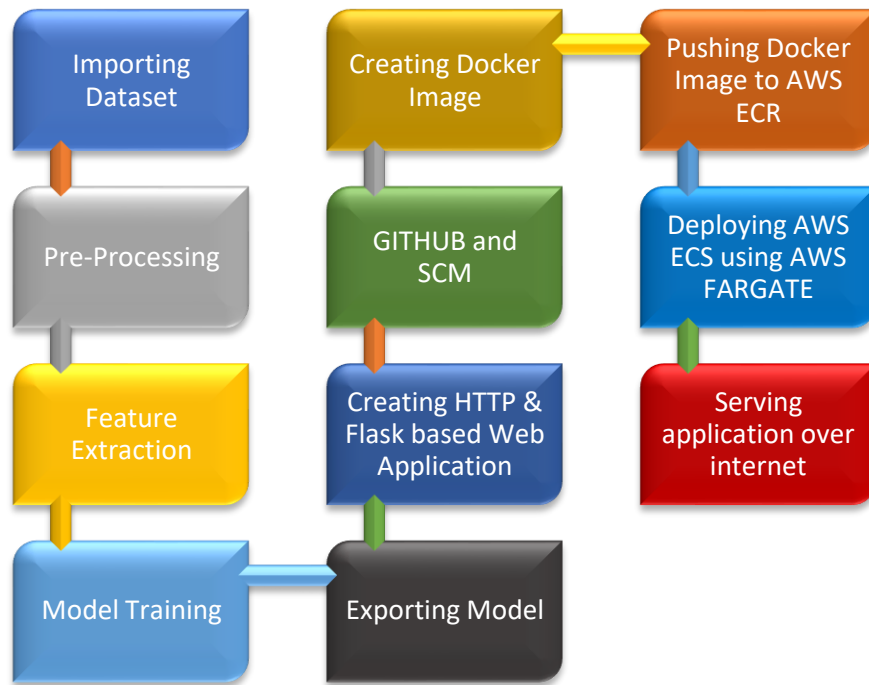 Importing
Dataset
Pre-Processing
Feature
Extraction
Model Training
Exporting Model
Creating HTTP &
Flask based Web
Application
GITHUB and
SCM
Creating Docker
Image
Pushing Docker
Image to AWS
ECR
Deploying AWS
ECS using AWS
FARGATE
Serving
application over
internet